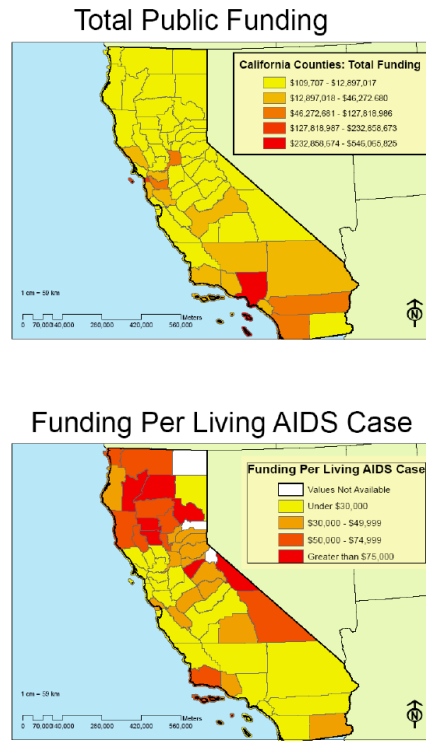 Total Public Funding
California Counties: Total Funding
$109,707 - $12,897,017
$12,897,018 - $46,272,680
$46,272,681 - $127,818,986
$127,818,987 - $232,858,673
$232,858,674 - $546,065,825
1 cm = 59 km
Meters
0 70,000140,000 280,000 420,000 560,000
N
Funding Per Living AIDS Case
Funding Per Living AIDS Case
Values Not Available
Under $30,000
$30,000 - $49,999
$50,000 - $74,999
Greater than $75,000
1 cm = 59 km
Meters
0 70,000140,000 280,000 420,000 560,000
N